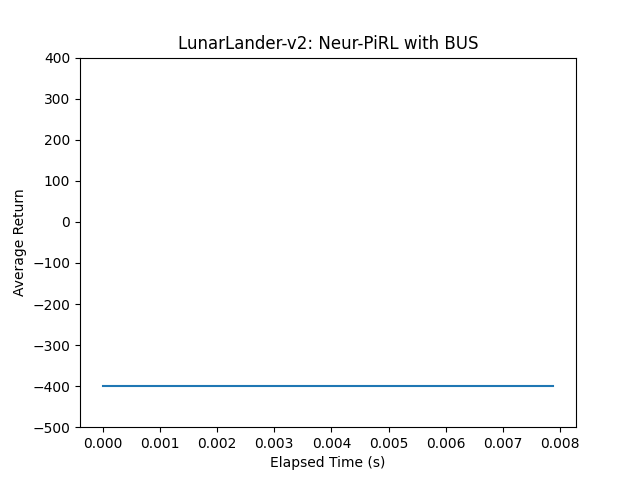 LunarLander-v2: Neur-PiRL with BUS
400
300
200
100
0
−100
−200
−300
−400
−500
Average Return
0.000 0.001 0.002 0.003 0.004 0.005 0.006 0.007 0.008
Elapsed Time (s)